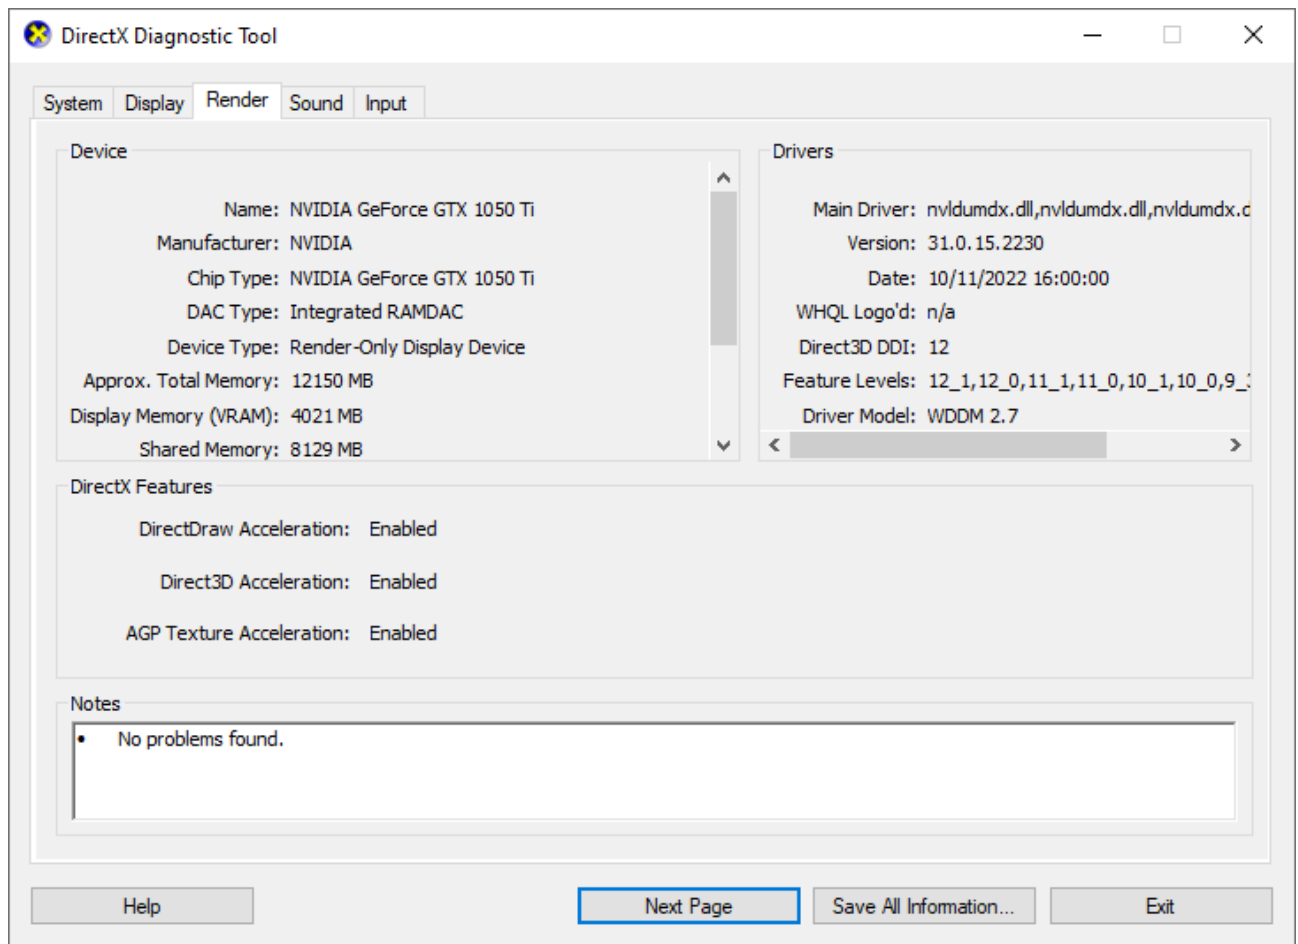 DirectX Diagnostic Tool
System Display Render Sound Input
Device
Name: NVIDIA GeForce GTX 1050 Ti
Manufacturer: NVIDIA
Chip Type: NVIDIA GeForce GTX 1050 Ti
DAC Type: Integrated RAMDAC
Device Type: Render-Only Display Device
Approx. Total Memory: 12150 MB
Display Memory (VRAM): 4021 MB
Shared Memory: 8129 MB
Drivers
Main Driver: nvldumdx.dll,nvldumdx.dll,nvldumdx.d
Version: 31.0.15.2230
Date: 10/11/2022 16:00:00
WHQL Logo'd: n/a
Direct3D DDI: 12
Feature Levels: 12_1,12_0,11_1,11_0,10_1,10_0,9_3
Driver Model: WDDM 2.7
DirectX Features
DirectDraw Acceleration: Enabled
Direct3D Acceleration: Enabled
AGP Texture Acceleration: Enabled
Notes
• No problems found.
Help Next Page Save All Information... Exit